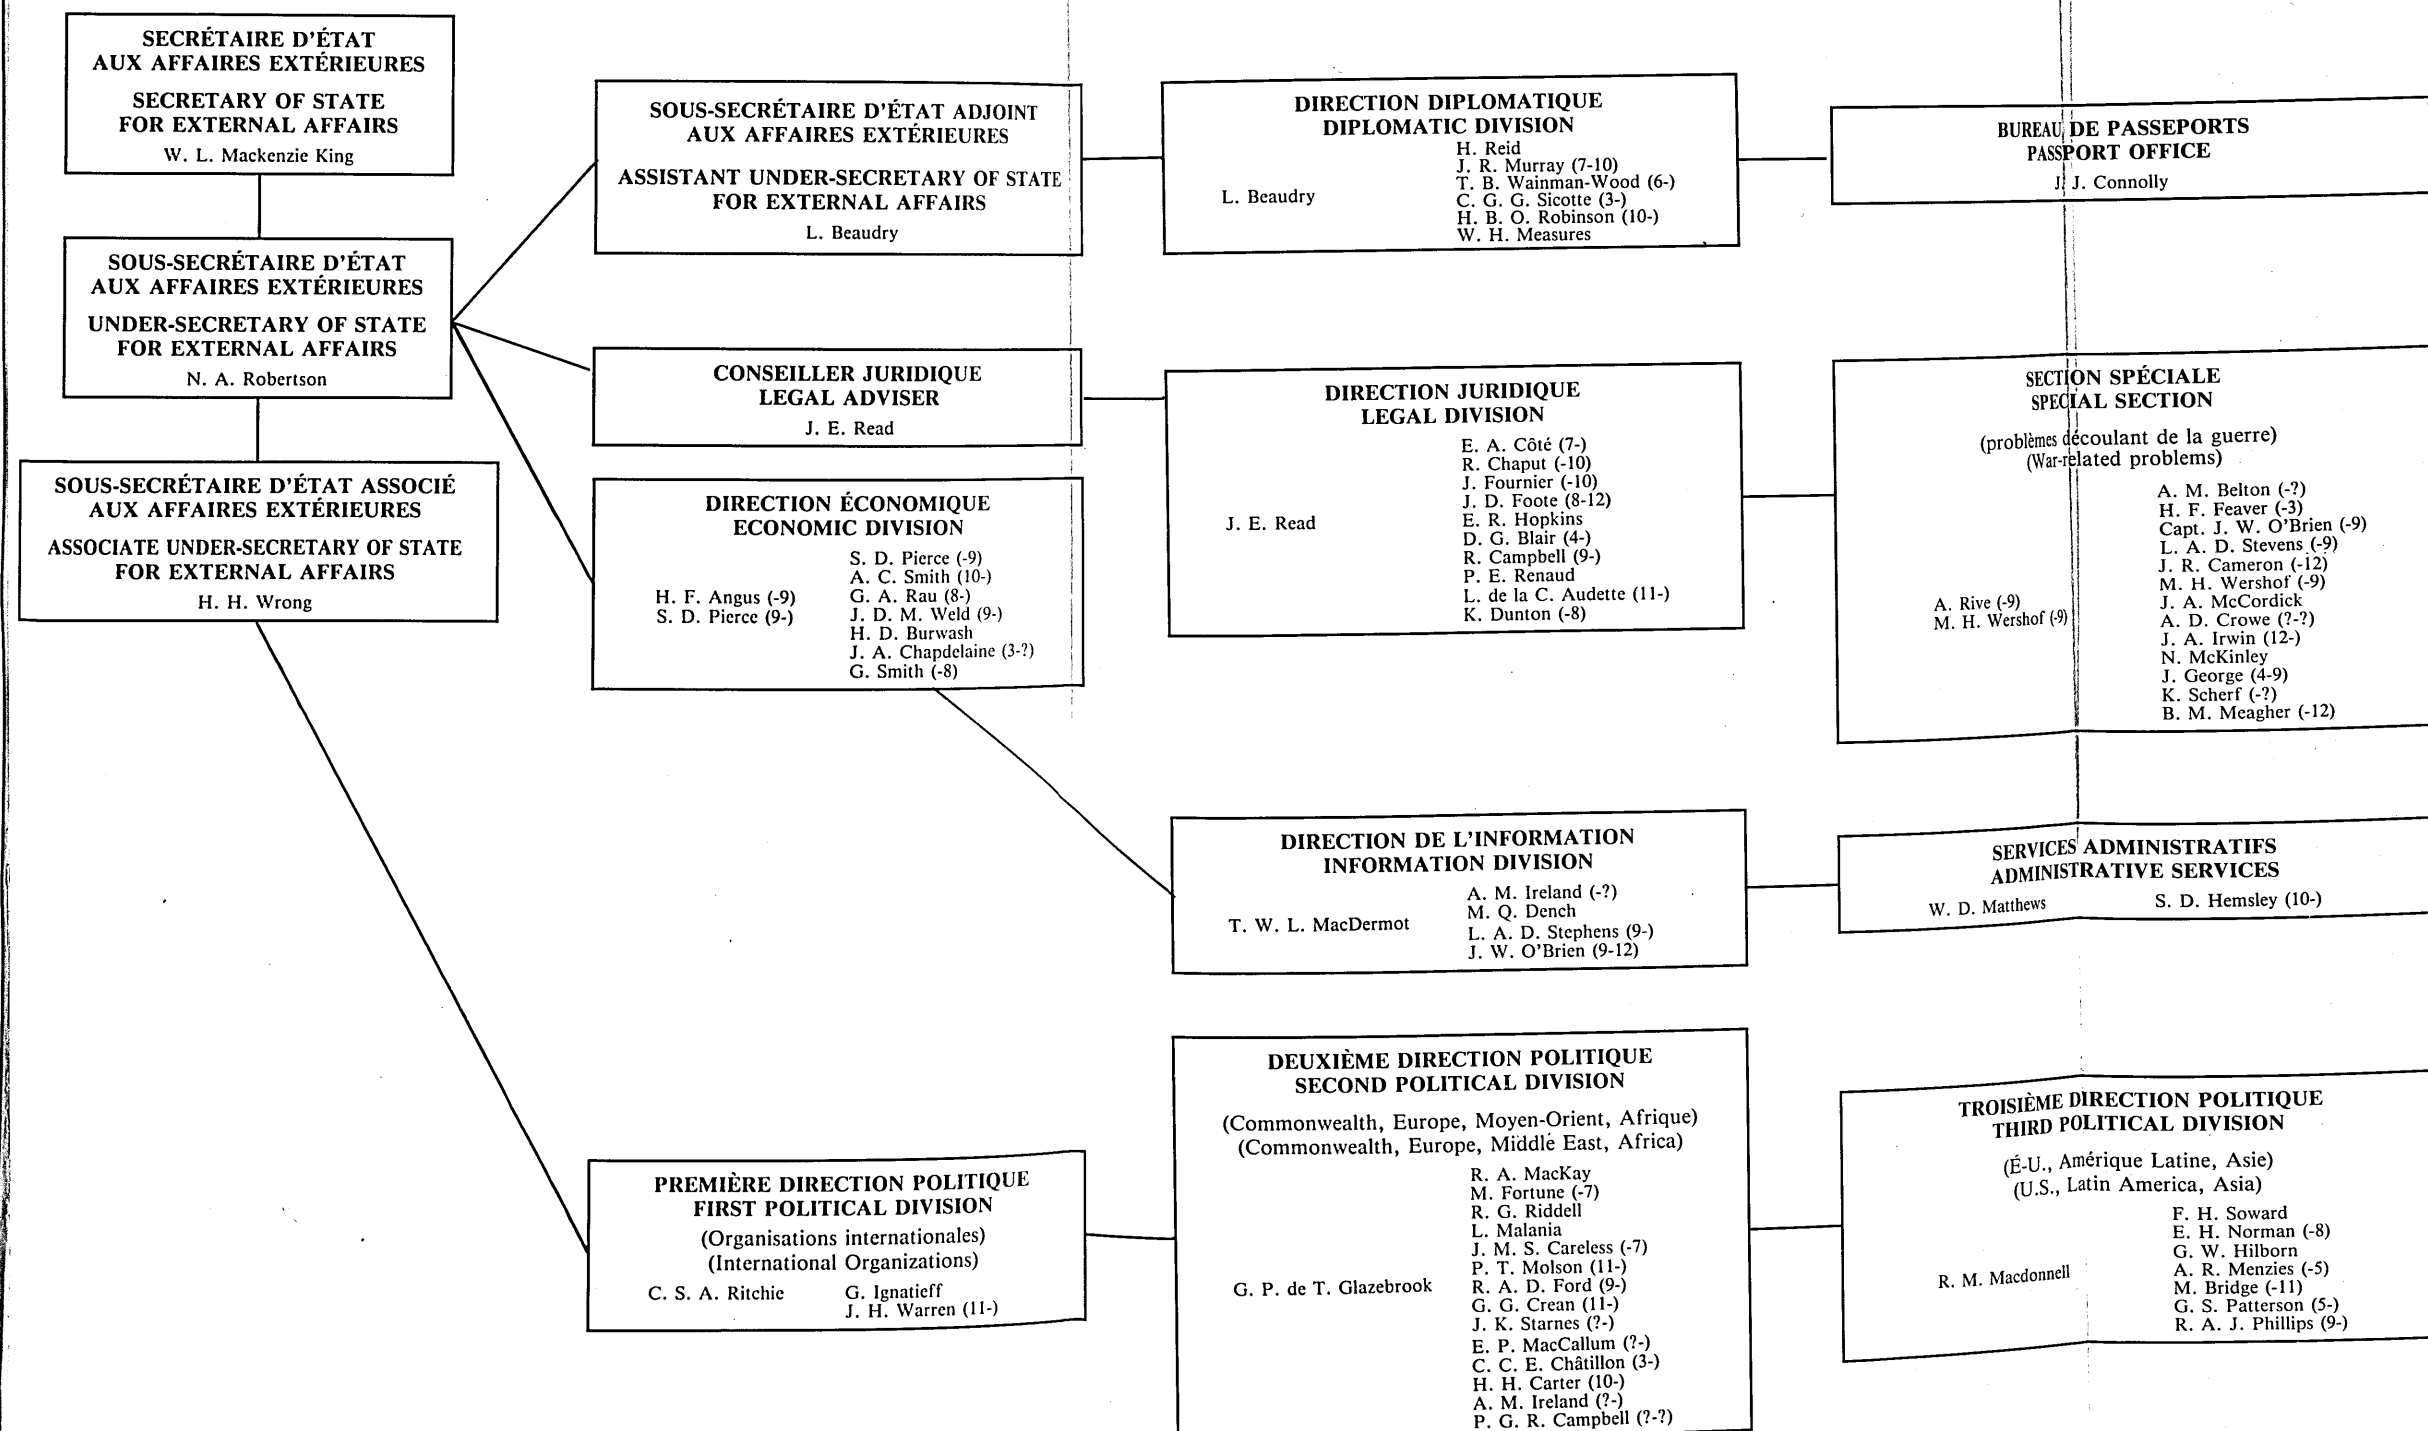 SECRÉTAIRE D'ÉTAT
AUX AFFAIRES EXTÉRIEURES
SECRETARY OF STATE
FOR EXTERNAL AFFAIRS
W. L. Mackenzie King
SOUS-SECRÉTAIRE D'ÉTAT
AUX AFFAIRES EXTÉRIEURES
UNDER-SECRETARY OF STATE
FOR EXTERNAL AFFAIRS
N. A. Robertson
SOUS-SECRÉTAIRE D'ÉTAT ASSOCIÉ
AUX AFFAIRES EXTÉRIEURES
ASSOCIATE UNDER-SECRETARY OF STATE
FOR EXTERNAL AFFAIRS
H. H. Wrong
SOUS-SECRÉTAIRE D'ÉTAT ADJOINT
AUX AFFAIRES EXTÉRIEURES
ASSISTANT UNDER-SECRETARY OF STATE
FOR EXTERNAL AFFAIRS
L. Beaudry
DIRECTION DIPLOMATIQUE
DIPLOMATIC DIVISION
L. Beaudry
H. Reid
J. R. Murray (7-10)
T. B. Wainman-Wood (6-)
C. G. G. Sicotte (3-)
H. B. O. Robinson (10-)
W. H. Measures
BUREAU DE PASSEPORTS
PASSPORT OFFICE
J. J. Connolly
CONSEILLER JURIDIQUE
LEGAL ADVISER
J. E. Read
DIRECTION JURIDIQUE
LEGAL DIVISION
J. E. Read
E. A. Côté (7-)
R. Chaput (-10)
J. Fournier (-10)
J. D. Foote (8-12)
E. R. Hopkins
D. G. Blair (4-)
R. Campbell (9-)
P. E. Renaud
L. de la C. Audette (11-)
K. Dunton (-8)
SECTION SPÉCIALE
SPECIAL SECTION
(problèmes découlant de la guerre)
(War-related problems)
A. Rive (-9)
M. H. Wershof (-9)
A. M. Belton (-?)
H. F. Feaver (-3)
Capt. J. W. O'Brien (-9)
L. A. D. Stevens (-9)
J. R. Cameron (-12)
M. H. Wershof (-9)
J. A. McCordick
A. D. Crowe (?-?)
J. A. Irwin (12-)
N. McKinley
J. George (4-9)
K. Scherf (-?)
B. M. Meagher (-12)
DIRECTION ÉCONOMIQUE
ECONOMIC DIVISION
H. F. Angus (-9)
S. D. Pierce (9-)
S. D. Pierce (-9)
A. C. Smith (10-)
G. A. Rau (8-)
J. D. M. Weld (9-)
H. D. Burwash
J. A. Chapdelaine (3-?)
G. Smith (-8)
DIRECTION DE L'INFORMATION
INFORMATION DIVISION
T. W. L. MacDermot
A. M. Ireland (-?)
M. Q. Dench
L. A. D. Stephens (9-)
J. W. O'Brien (9-12)
SERVICES ADMINISTRATIFS
ADMINISTRATIVE SERVICES
W. D. Matthews
S. D. Hemsley (10-)
PREMIÈRE DIRECTION POLITIQUE
FIRST POLITICAL DIVISION
(Organisations internationales)
(International Organizations)
C. S. A. Ritchie
G. Ignatieff
J. H. Warren (11-)
DEUXIÈME DIRECTION POLITIQUE
SECOND POLITICAL DIVISION
(Commonwealth, Europe, Moyen-Orient, Afrique)
(Commonwealth, Europe, Middle East, Africa)
G. P. de T. Glazebrook
R. A. MacKay
M. Fortune (-7)
R. G. Riddell
L. Malania
J. M. S. Careless (-7)
P. T. Molson (11-)
R. A. D. Ford (9-)
G. G. Crean (11-)
J. K. Starnes (?-)
E. P. MacCallum (?-)
C. C. E. Châtillon (3-)
H. H. Carter (10-)
A. M. Ireland (?-)
P. G. R. Campbell (?-?)
TROISIÈME DIRECTION POLITIQUE
THIRD POLITICAL DIVISION
(É-U., Amérique Latine, Asie)
(U.S., Latin America, Asia)
R. M. Macdonnell
F. H. Soward
E. H. Norman (-8)
G. W. Hilborn
A. R. Menzies (-5)
M. Bridge (-11)
G. S. Patterson (5-)
R. A. J. Phillips (9-)